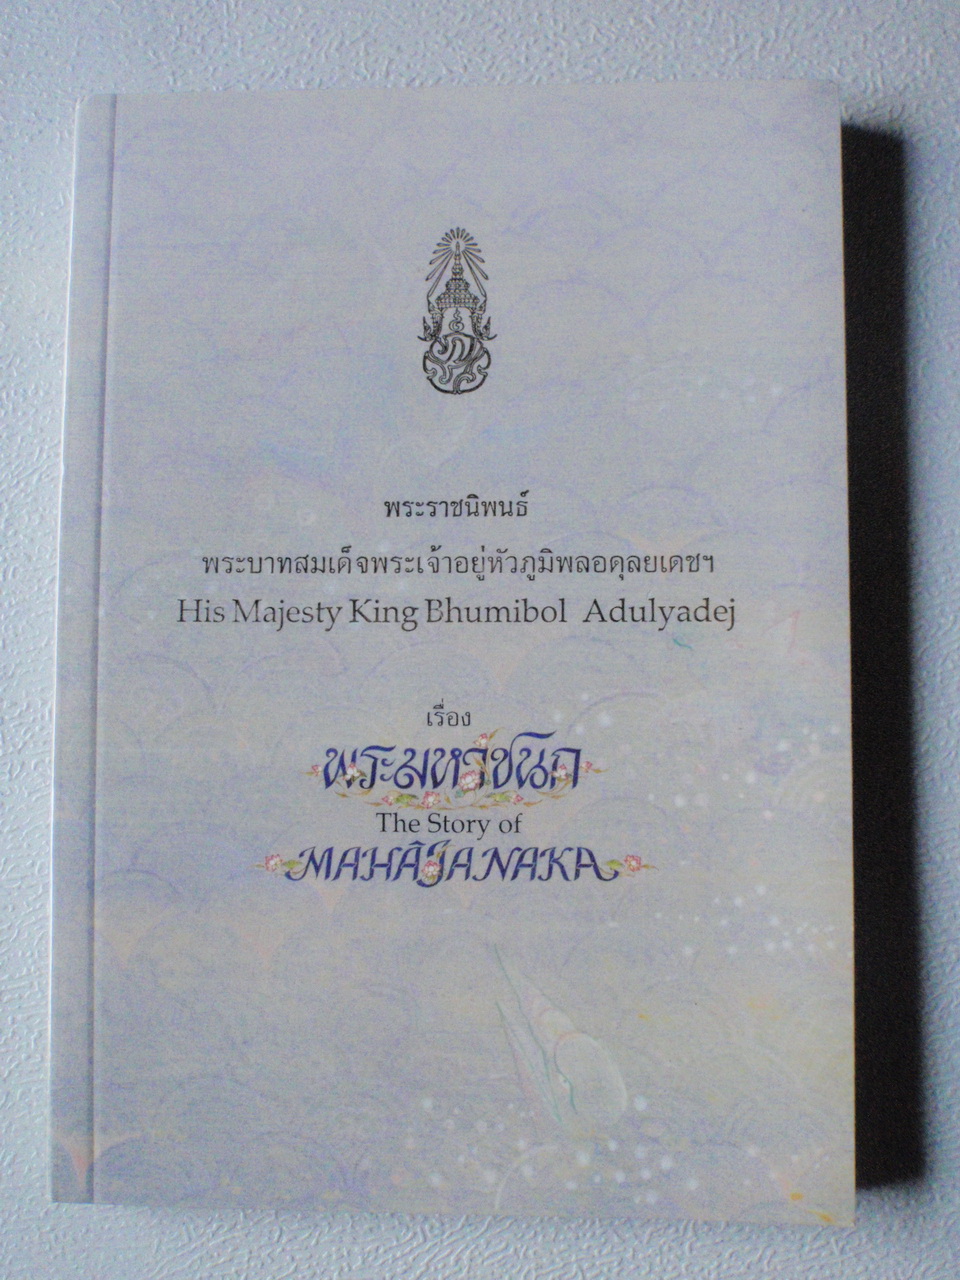 พระราชนิพนธ์
พระบาทสมเด็จพระเจ้าอยู่หัวภูมิพลอดุลยเดชฯ
His Majesty King Bhumibol Adulyadej
เรื่อง
พระมหาชนก
The Story of
MAHÂJANAKA